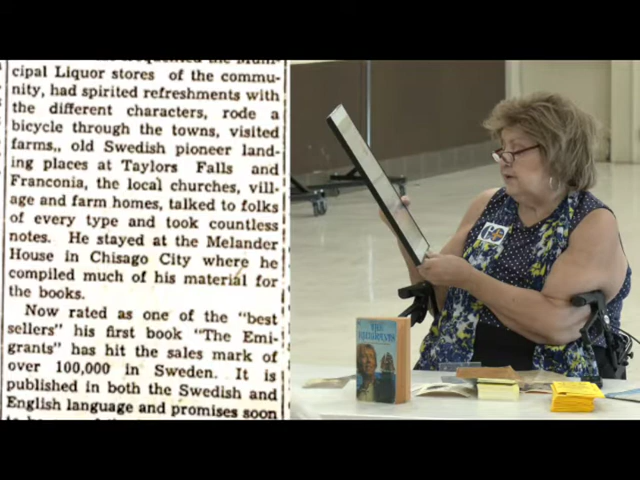 cipal Liquor stores of the commu-
nity, had spirited refreshments with
the different characters, rode a
bicycle through the towns, visited
farms,, old Swedish pioneer land-
ing places at Taylors Falls and
Franconia, the local churches, vill-
age and farm homes, talked to folks
of every type and took countless
notes. He stayed at the Melander
House in Chisago City where he
compiled much of his material for
the books.
Now rated as one of the "best
sellers" his first book "The Emi-
grants" has hit the sales mark of
over 100,000 in Sweden. It is
published in both the Swedish and
English language and promises soon
THE
EMIGRANTS